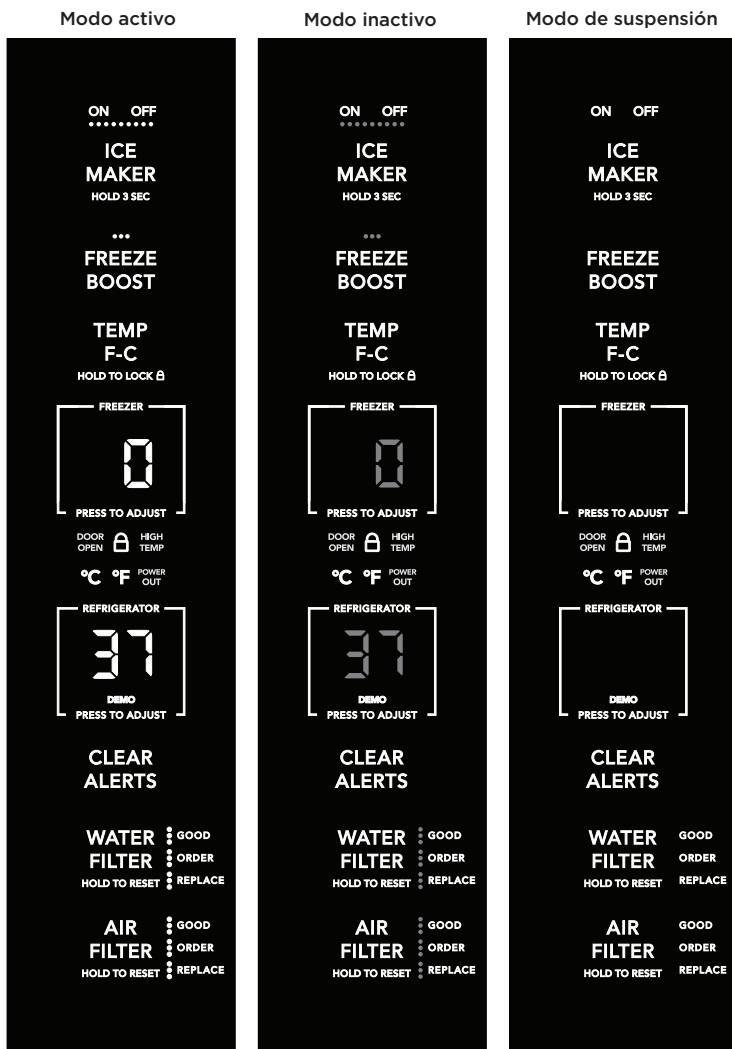 Modo activo
ON OFF
ICE
MAKER
HOLD 3 SEC
FREEZE
BOOST
TEMP
F-C
HOLD TO LOCK
FREEZER
0
PRESS TO ADJUST
DOOR HIGH
OPEN TEMP
°C °F POWER
OUT
REFRIGERATOR
37
DEMO
PRESS TO ADJUST
CLEAR
ALERTS
WATER GOOD
FILTER ORDER
HOLD TO RESET REPLACE
AIR GOOD
FILTER ORDER
HOLD TO RESET REPLACE
Modo inactivo
ON OFF
ICE
MAKER
HOLD 3 SEC
FREEZE
BOOST
TEMP
F-C
HOLD TO LOCK
FREEZER
0
PRESS TO ADJUST
DOOR HIGH
OPEN TEMP
°C °F POWER
OUT
REFRIGERATOR
37
DEMO
PRESS TO ADJUST
CLEAR
ALERTS
WATER GOOD
FILTER ORDER
HOLD TO RESET REPLACE
AIR GOOD
FILTER ORDER
HOLD TO RESET REPLACE
Modo de suspensión
ON OFF
ICE
MAKER
HOLD 3 SEC
FREEZE
BOOST
TEMP
F-C
HOLD TO LOCK
FREEZER
PRESS TO ADJUST
DOOR HIGH
OPEN TEMP
°C °F POWER
OUT
REFRIGERATOR
DEMO
PRESS TO ADJUST
CLEAR
ALERTS
WATER GOOD
FILTER ORDER
HOLD TO RESET REPLACE
AIR GOOD
FILTER ORDER
HOLD TO RESET REPLACE